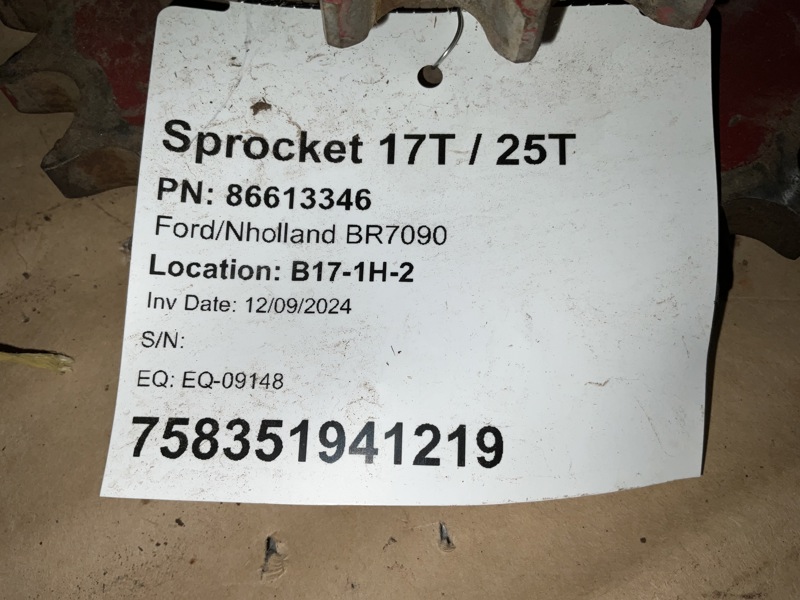 Sprocket 17T / 25T
PN: 86613346
Ford/Nholland BR7090
Location: B17-1H-2
Inv Date: 12/09/2024
S/N:
EQ: EQ-09148
758351941219